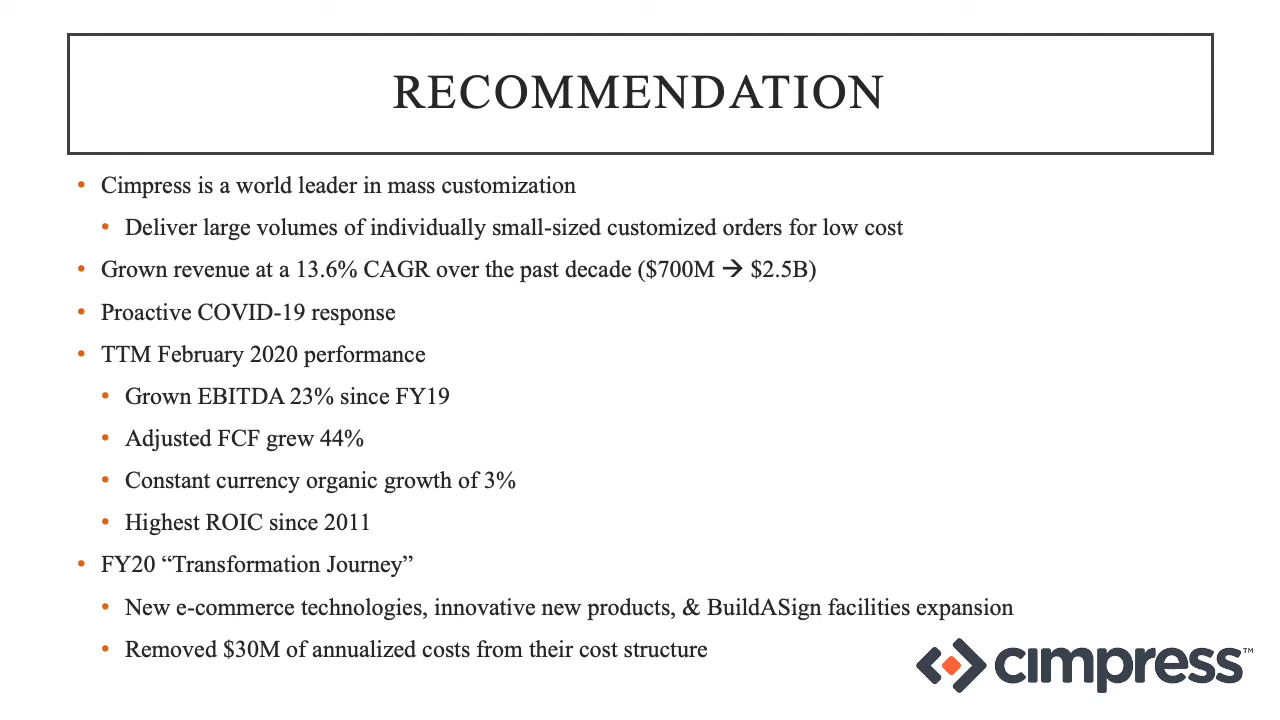 RECOMMENDATION
• Cimpress is a world leader in mass customization
• Deliver large volumes of individually small-sized customized orders for low cost
• Grown revenue at a 13.6% CAGR over the past decade ($700M → $2.5B)
• Proactive COVID-19 response
• TTM February 2020 performance
• Grown EBITDA 23% since FY19
• Adjusted FCF grew 44%
• Constant currency organic growth of 3%
• Highest ROIC since 2011
• FY20 “Transformation Journey”
• New e-commerce technologies, innovative new products, & BuildASign facilities expansion
• Removed $30M of annualized costs from their cost structure
cimpress™